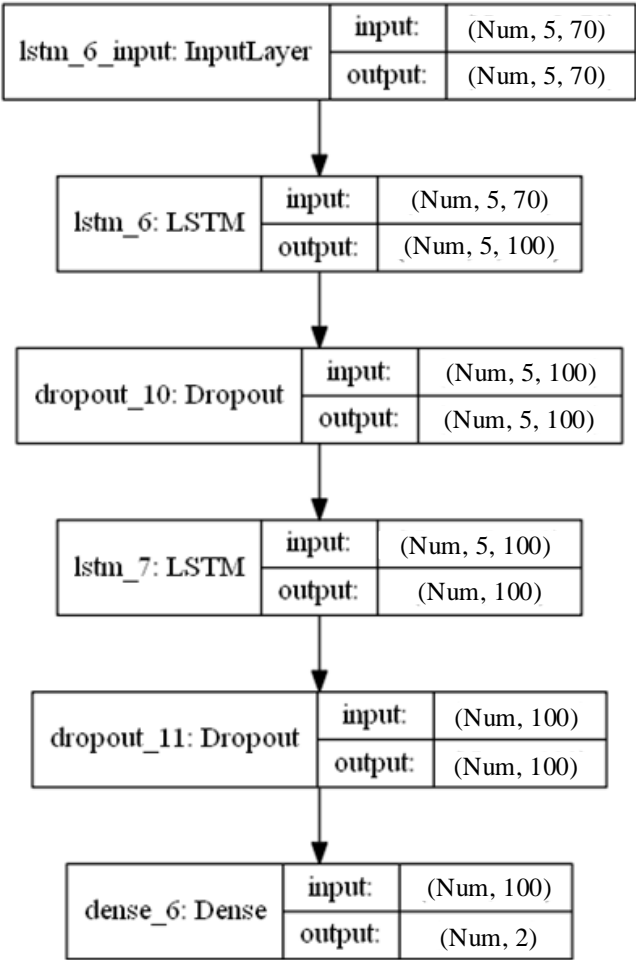 lstm_6_input: InputLayer
input: (Num, 5, 70)
output: (Num, 5, 70)
lstm_6: LSTM
input: (Num, 5, 70)
output: (Num, 5, 100)
dropout_10: Dropout
input: (Num, 5, 100)
output: (Num, 5, 100)
lstm_7: LSTM
input: (Num, 5, 100)
output: (Num, 100)
dropout_11: Dropout
input: (Num, 100)
output: (Num, 100)
dense_6: Dense
input: (Num, 100)
output: (Num, 2)